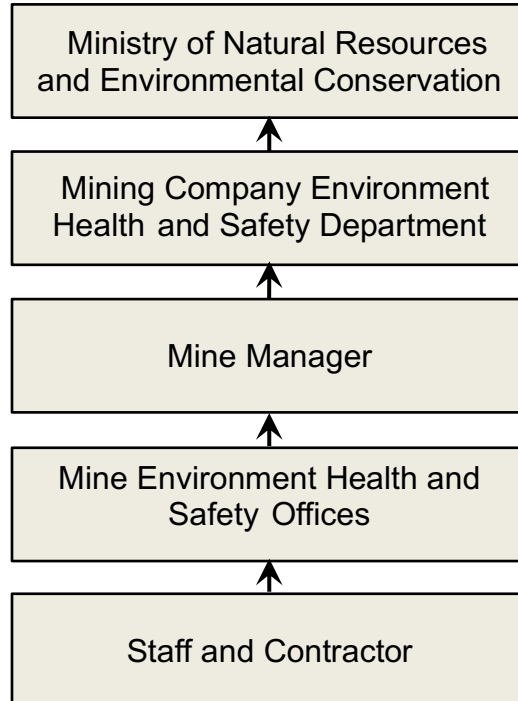 Ministry of Natural Resources
and Environmental Conservation
Mining Company Environment
Health and Safety Department
Mine Manager
Mine Environment Health and
Safety Offices
Staff and Contractor